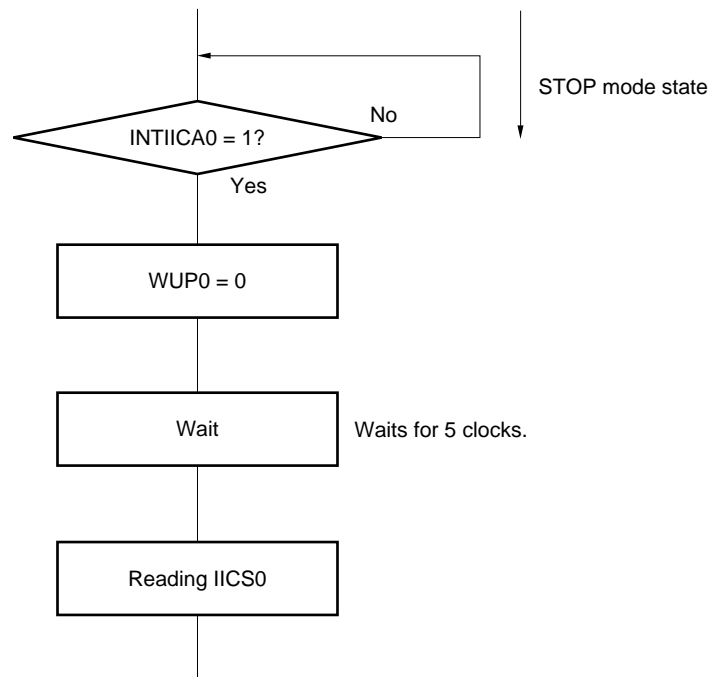 STOP mode state
No
INTIICA0 = 1?
Yes
WUP0 = 0
Wait
Waits for 5 clocks.
Reading IICS0